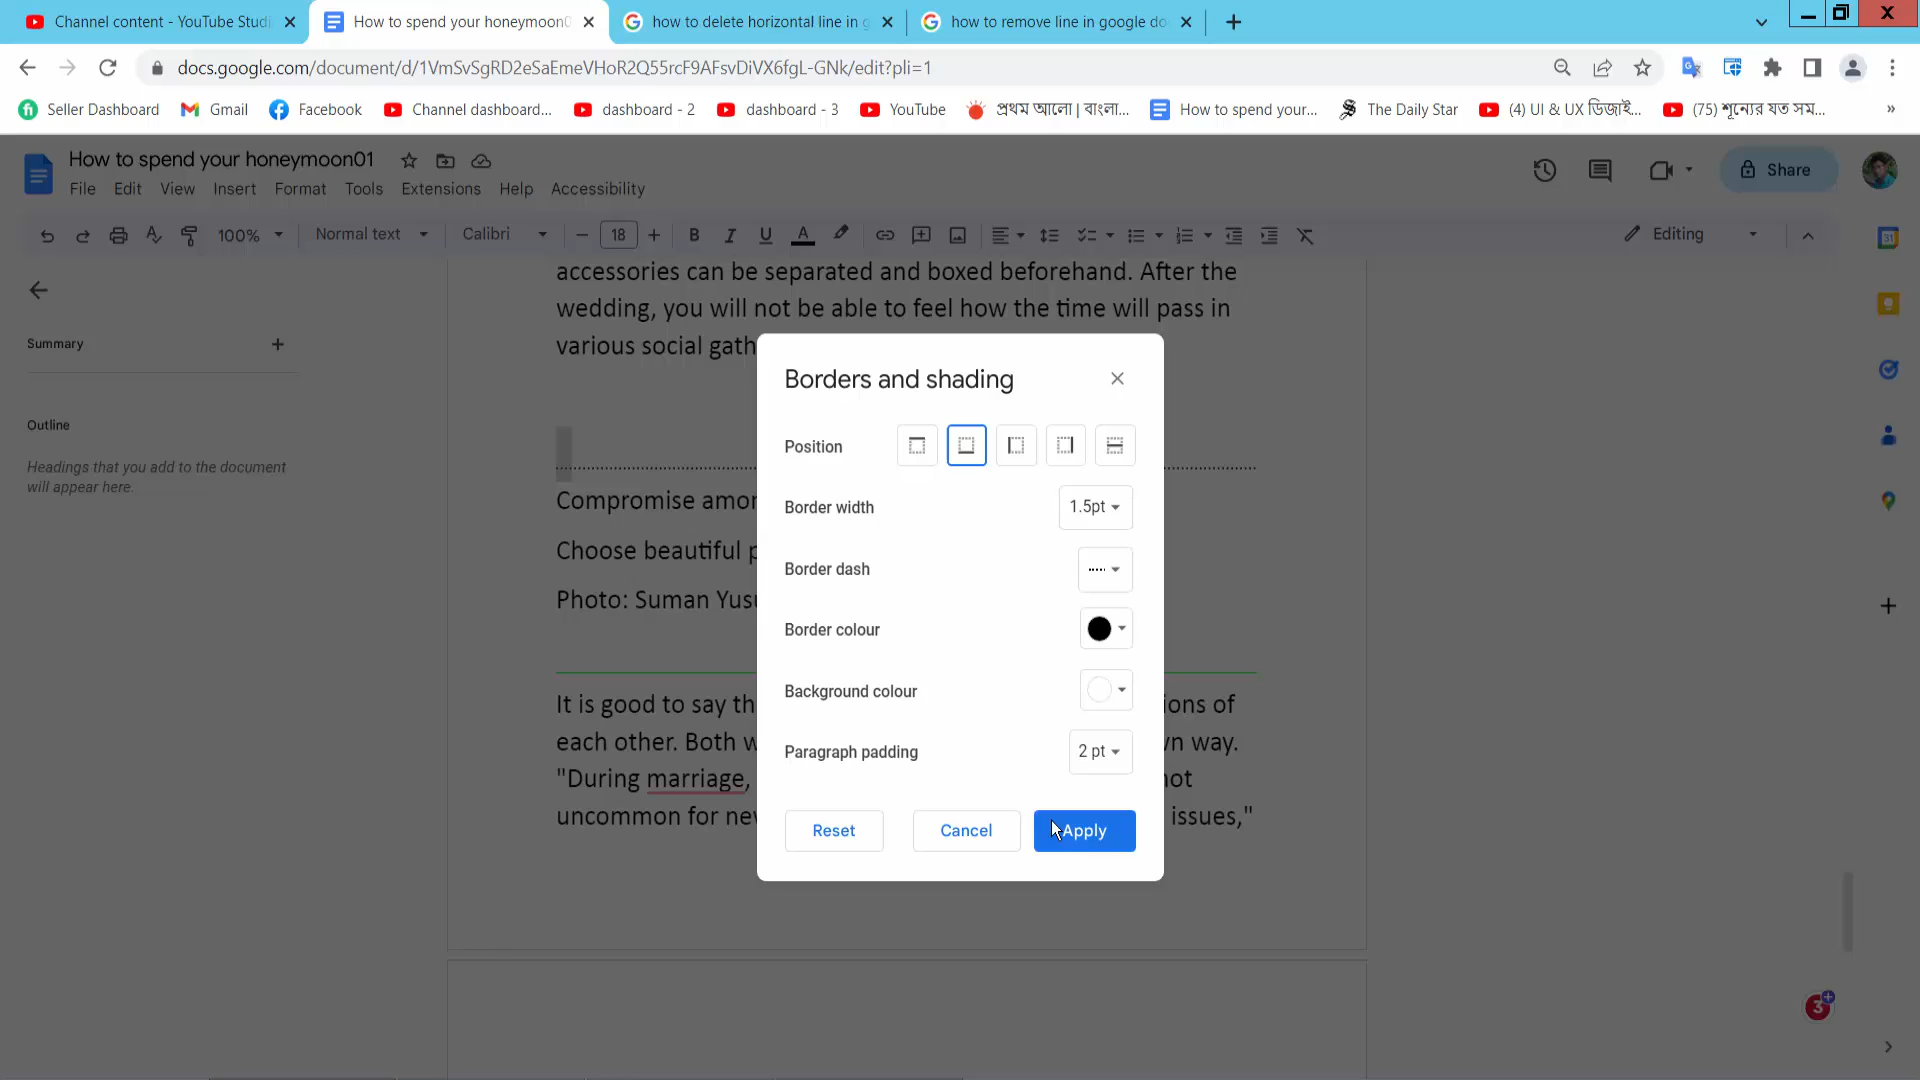 Channel content - YouTube Studi
How to spend your honeymoon0
how to delete horizontal line in g
how to remove line in google do
docs.google.com/document/d/1VmSvSgRD2eSaEmeVHoR2Q55rcF9AFsvDiVX6fgL-GNk/edit?pli=1
Seller Dashboard
Gmail
Facebook
Channel dashboard...
dashboard - 2
dashboard - 3
YouTube
প্রথম আলো | বাংলা...
How to spend your...
The Daily Star
(4) UI & UX ডিজাই...
(75) শূন্যের যত সম...
»
How to spend your honeymoon01
File Edit View Insert Format Tools Extensions Help Accessibility
Share
100% Normal text Calibri 18 Editing
accessories can be separated and boxed beforehand. After the
wedding, you will not be able to feel how the time will pass in
various social gath
Summary
Outline
Headings that you add to the document
will appear here.
Compromise amor
Choose beautiful p
Photo: Suman Yusu
It is good to say th
ions of
each other. Both w
vn way.
"During marriage,
not
uncommon for nev
issues,"
Borders and shading
Position
Border width 1.5pt
Border dash
Border colour
Background colour
Paragraph padding 2 pt
Reset Cancel Apply
31
3